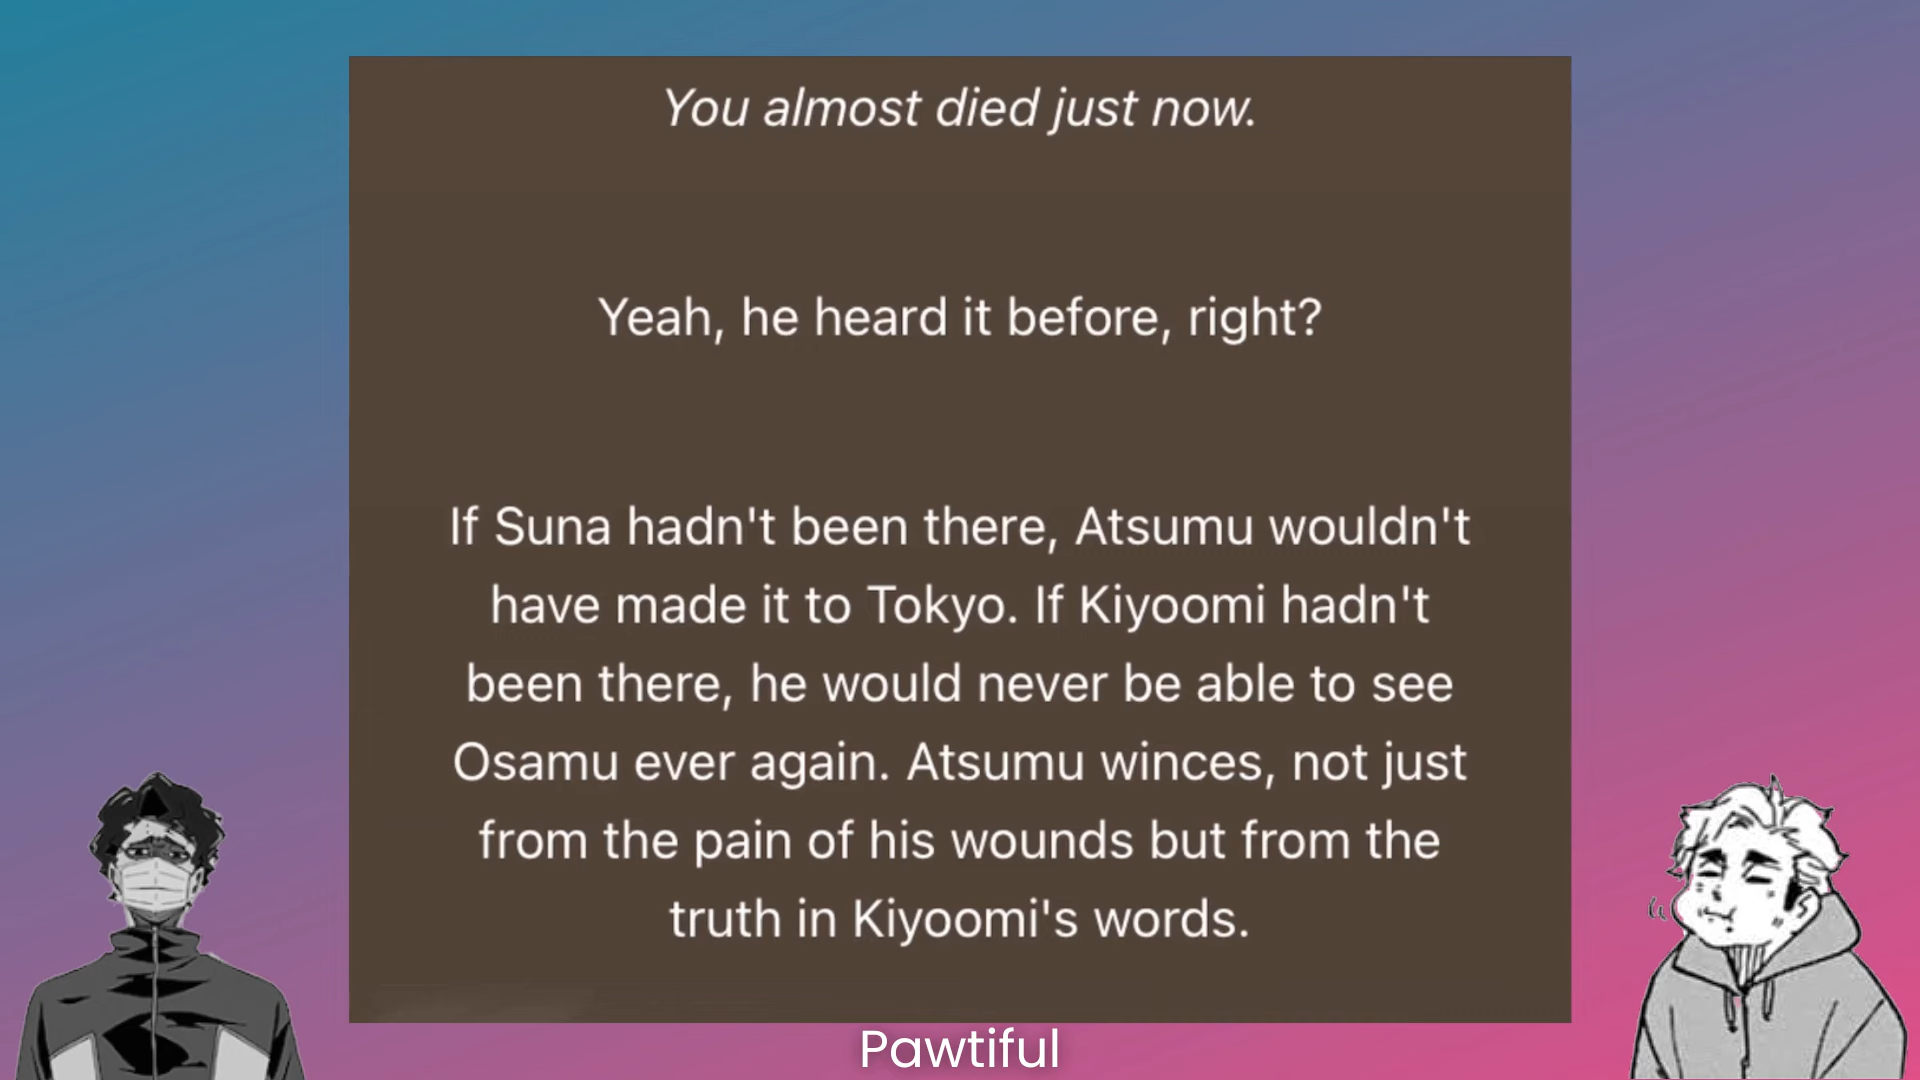 You almost died just now.
Yeah, he heard it before, right?
If Suna hadn't been there, Atsumu wouldn't
have made it to Tokyo. If Kiyoomi hadn't
been there, he would never be able to see
Osamu ever again. Atsumu winces, not just
from the pain of his wounds but from the
truth in Kiyoomi's words.
Pawtiful